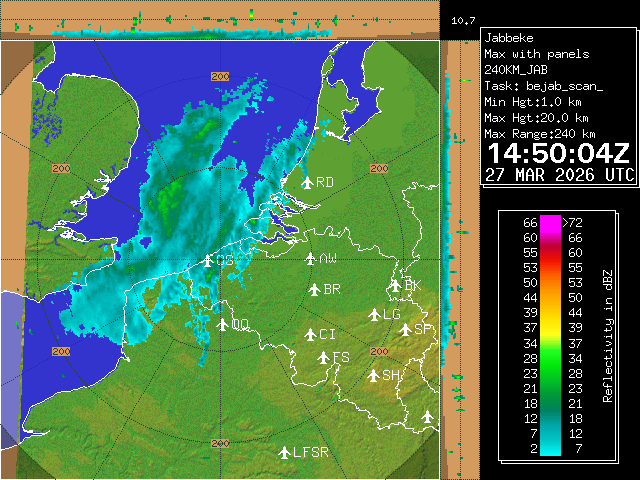 10.7
Jabbeke
Max with panels
240KM_JAB
Task: bejab_scan_
Min Hgt:1.0 km
Max Hgt:20.0 km
Max Range:240 km
14:50:04Z
27 MAR 2026 UTC
200
200
200
RD
OS
AW
BR
BK
LG
QQ
CI
SP
200
200
FS
SH
200
LFSR
66 >72
60 66
55 60
53 55
50 53
44 50
39 44
37 39
34 37
28 34
23 28
21 23
18 21
12 18
7 12
2 7
Reflectivity in dBZ